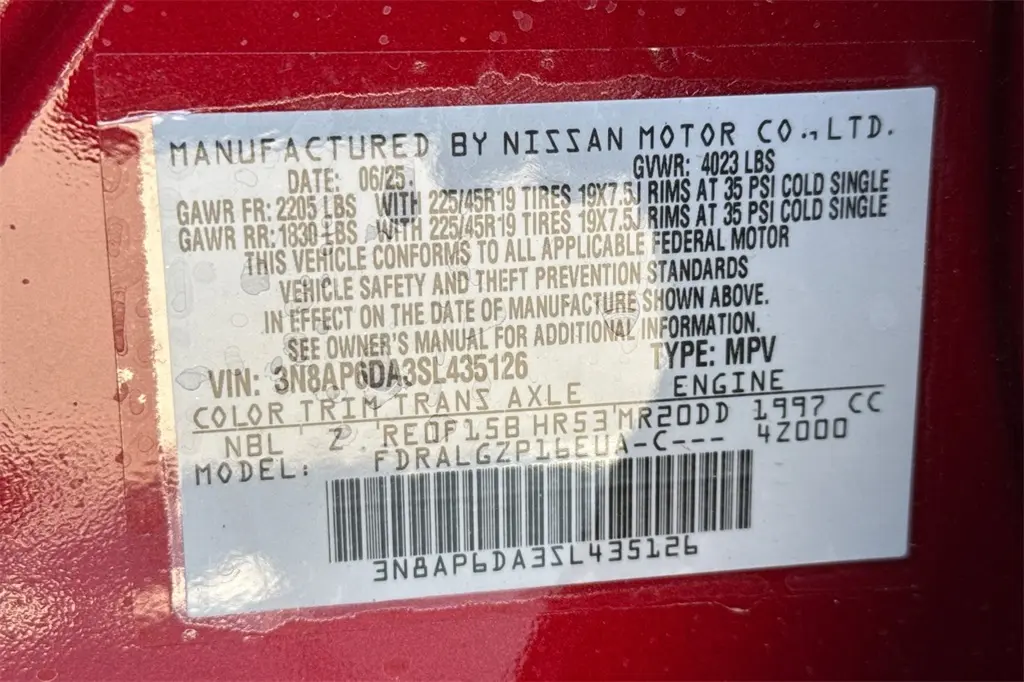 MANUFACTURED BY NISSAN MOTOR CO., LTD.
DATE: 06/25. GVWR: 4023 LBS
GAWR FR: 2205 LBS WITH 225/45R19 TIRES 19X7.5J RIMS AT 35 PSI COLD SINGLE
GAWR RR: 1830 LBS WITH 225/45R19 TIRES 19X7.5J RIMS AT 35 PSI COLD SINGLE
THIS VEHICLE CONFORMS TO ALL APPLICABLE FEDERAL MOTOR
VEHICLE SAFETY AND THEFT PREVENTION STANDARDS
IN EFFECT ON THE DATE OF MANUFACTURE SHOWN ABOVE.
SEE OWNER'S MANUAL FOR ADDITIONAL INFORMATION.
VIN: 3N8AP6DA3SL435126 TYPE: MPV
COLOR TRIM TRANS AXLE ENGINE
NBL Z RE0F15B HR53 MR20DD 1997 CC
MODEL: FDRALGZP16EUA-C--- 4Z000
3N8AP6DA3SL435126